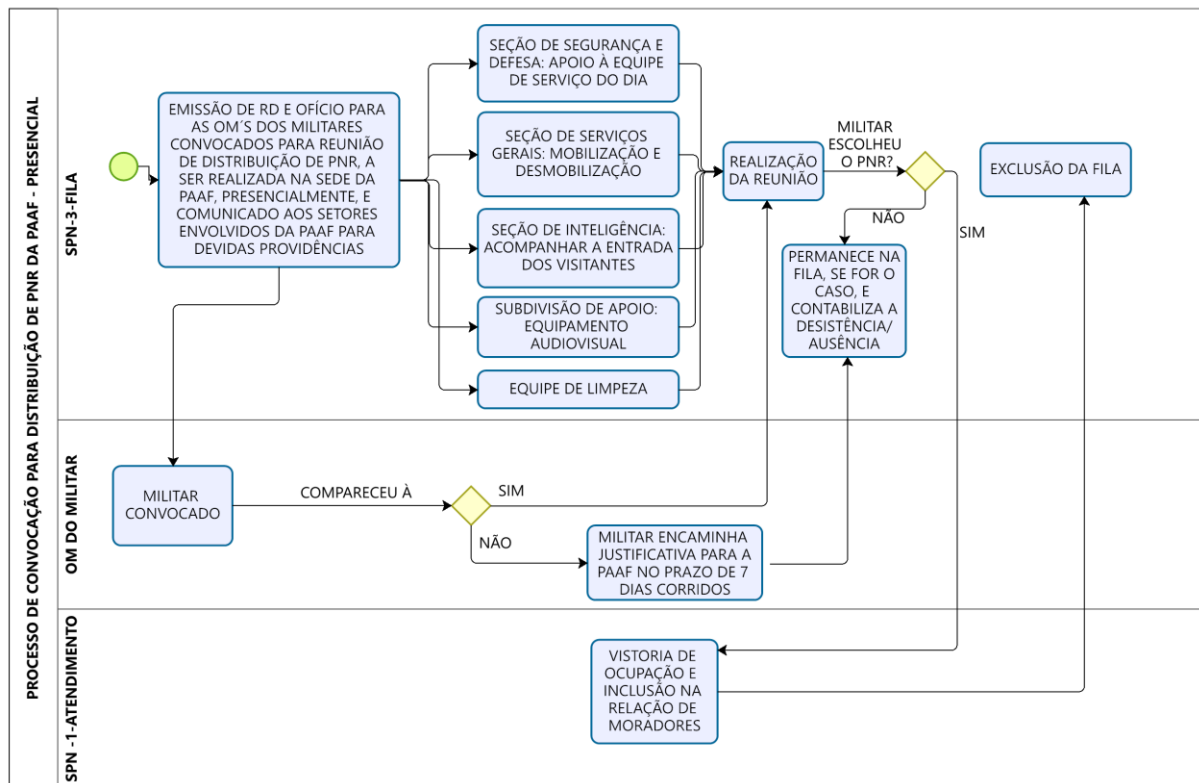 PROCESSO DE CONVOCAÇÃO PARA DISTRIBUIÇÃO DE PNR DA PAAF - PRESENCIAL
SPN-3-FILA
EMISSÃO DE RD E OFÍCIO PARA
AS OM´S DOS MILITARES
CONVOCADOS PARA REUNIÃO
DE DISTRIBUIÇÃO DE PNR, A
SER REALIZADA NA SEDE DA
PAAF, PRESENCIALMENTE, E
COMUNICADO AOS SETORES
ENVOLVIDOS DA PAAF PARA
DEVIDAS PROVIDÊNCIAS
SEÇÃO DE SEGURANÇA E
DEFESA: APOIO À EQUIPE
DE SERVIÇO DO DIA
SEÇÃO DE SERVIÇOS
GERAIS: MOBILIZAÇÃO E
DESMOBILIZAÇÃO
SEÇÃO DE INTELIGÊNCIA:
ACOMPANHAR A ENTRADA
DOS VISITANTES
SUBDIVISÃO DE APOIO:
EQUIPAMENTO
AUDIOVISUAL
EQUIPE DE LIMPEZA
REALIZAÇÃO
DA REUNIÃO
MILITAR
ESCOLHEU
O PNR?
NÃO
SIM
PERMANECE NA
FILA, SE FOR O
CASO, E
CONTABILIZA A
DESISTÊNCIA/
AUSÊNCIA
EXCLUSÃO DA FILA
OM DO MILITAR
MILITAR
CONVOCADO
COMPARECEU À
SIM
NÃO
MILITAR ENCAMINHA
JUSTIFICATIVA PARA A
PAAF NO PRAZO DE 7
DIAS CORRIDOS
SPN -1-ATENDIMENTO
VISTORIA DE
OCUPAÇÃO E
INCLUSÃO NA
RELAÇÃO DE
MORADORES